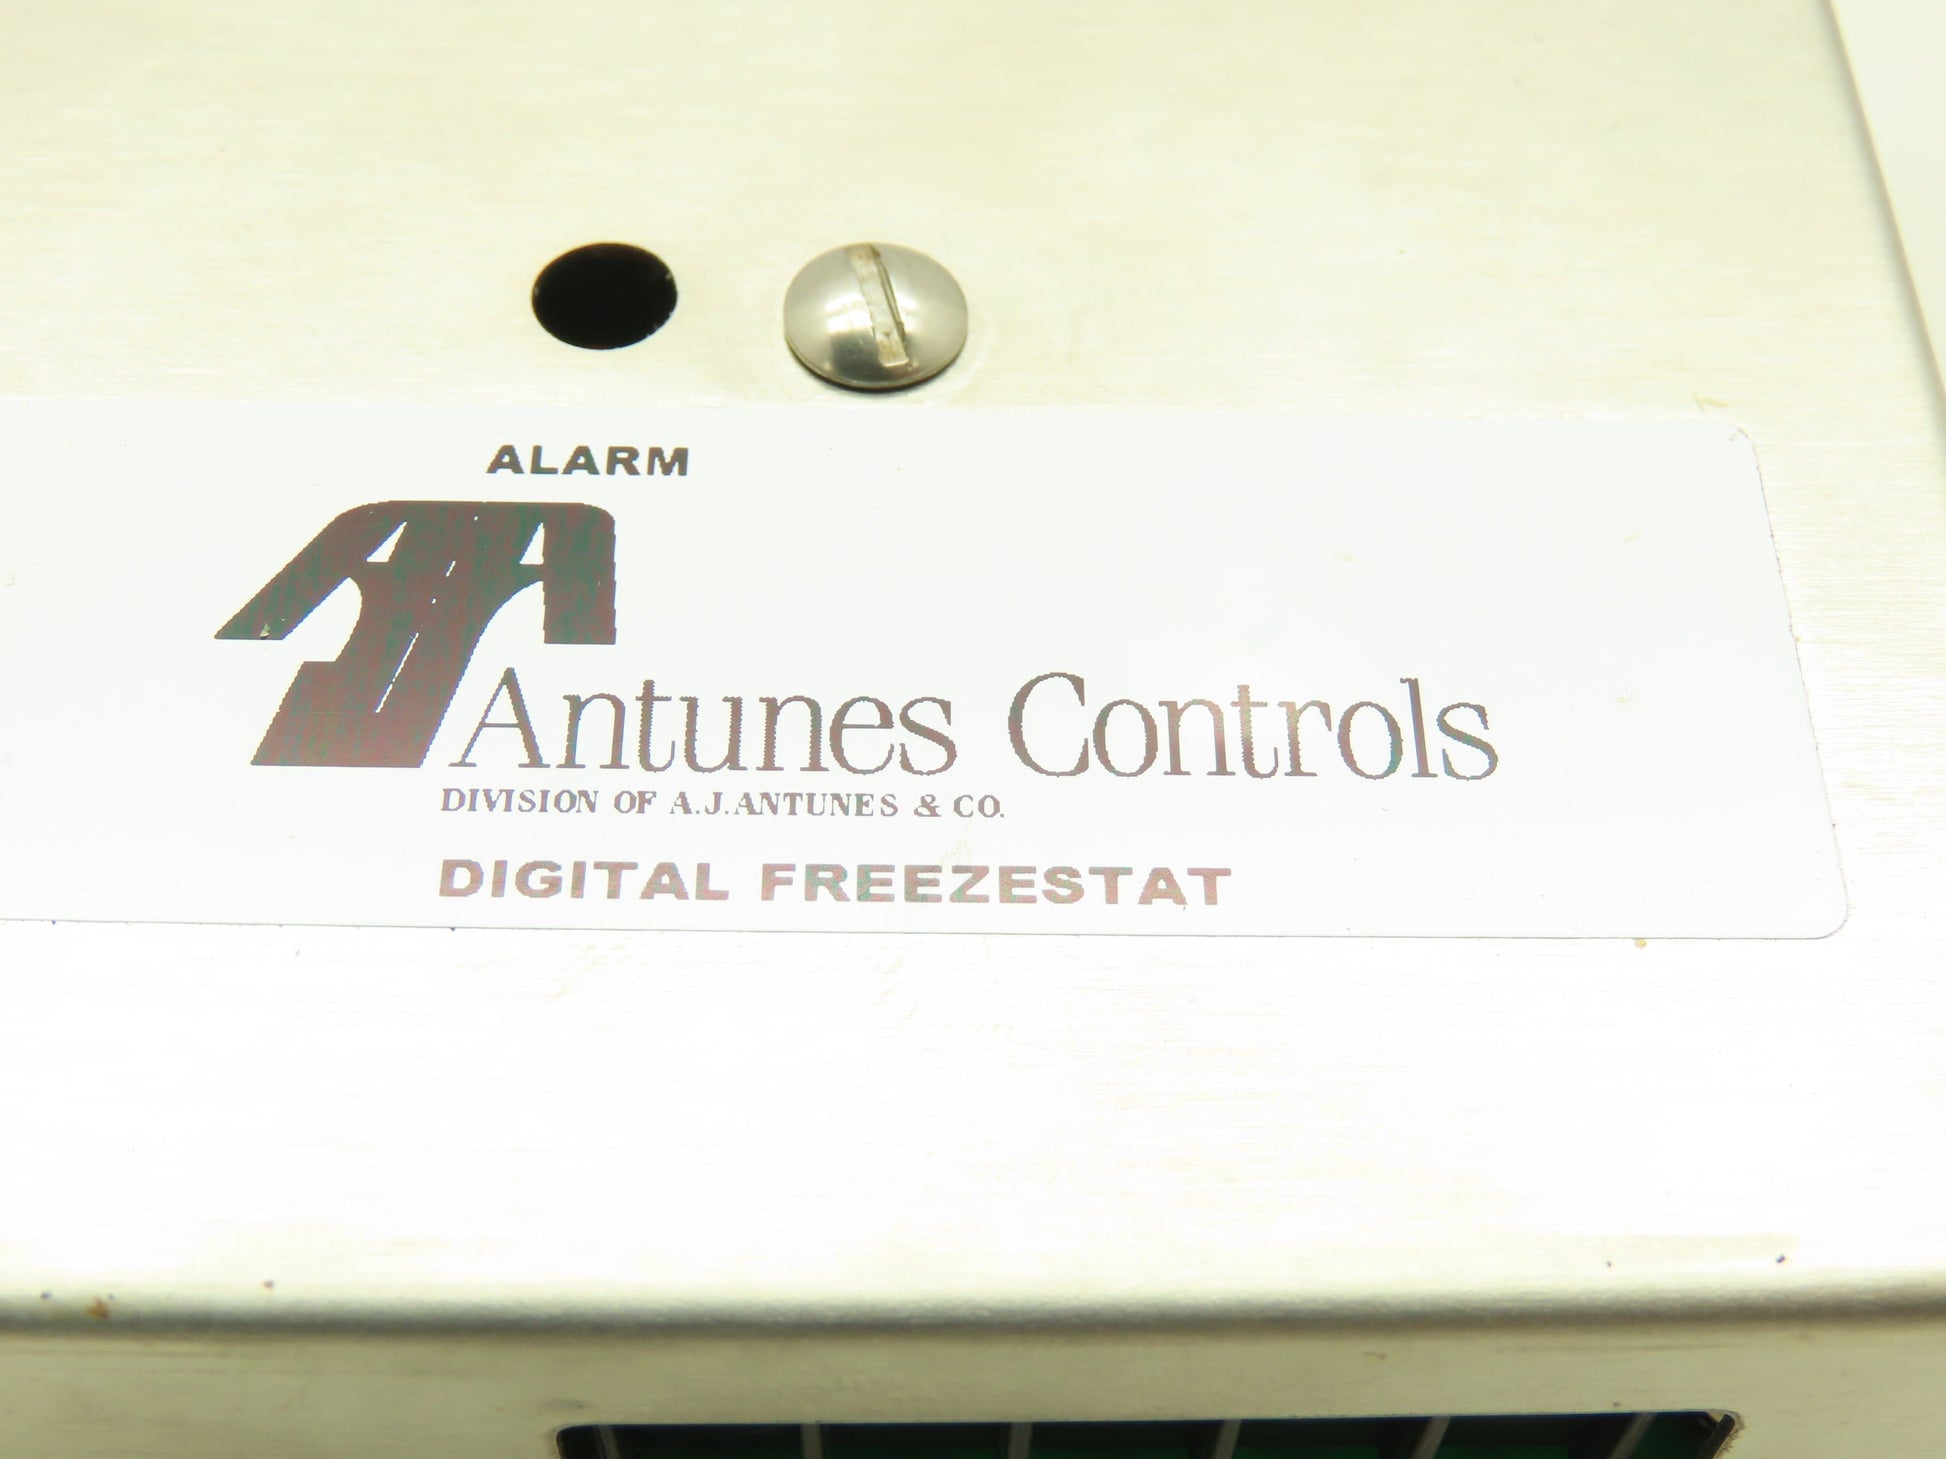 ALARM
Antunes Controls
DIVISION OF A.J.ANTUNES & CO.
DIGITAL FREEZESTAT